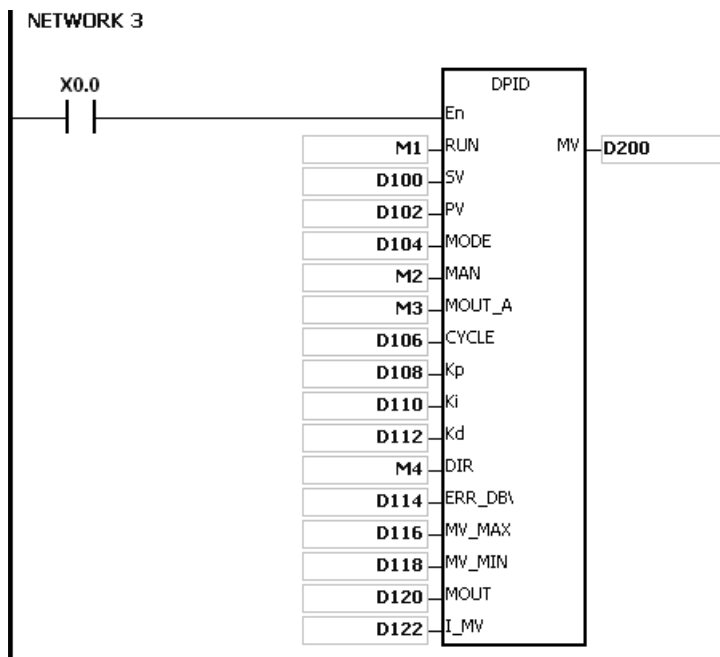 NETWORK 3
X0.0
DPID
En
M1 RUN MV D200
D100 SV
D102 PV
D104 MODE
M2 MAN
M3 MOUT_A
D106 CYCLE
D108 Kp
D110 Ki
D112 Kd
M4 DIR
D114 ERR_DB\
D116 MV_MAX
D118 MV_MIN
D120 MOUT
D122 I_MV